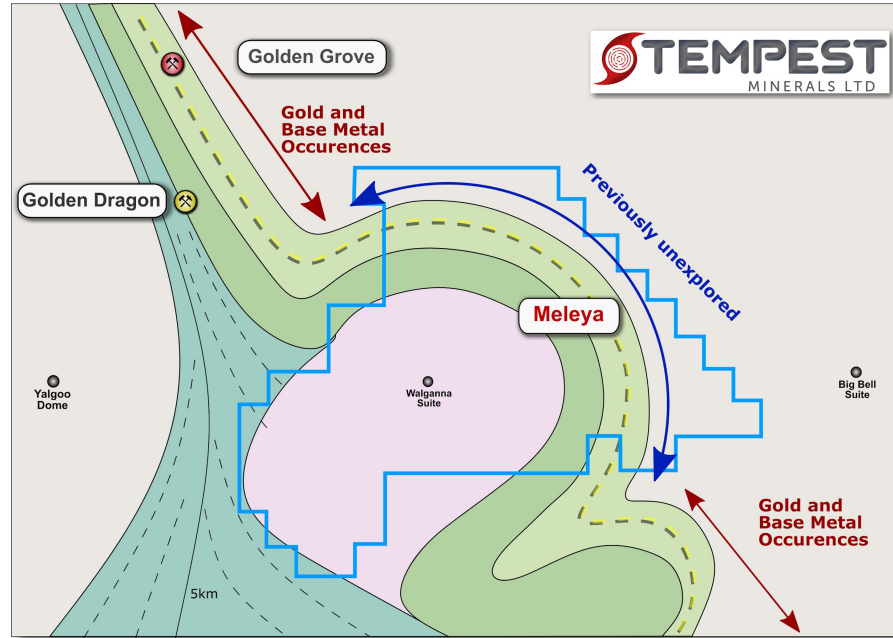 Golden Grove
TEMPEST
MINERALS LTD
Gold and
Base Metal
Occurences
Golden Dragon
Previously unexplored
Meleya
Yalgoo
Dome
Walganna
Suite
Big Bell
Suite
Gold and
Base Metal
Occurences
5km